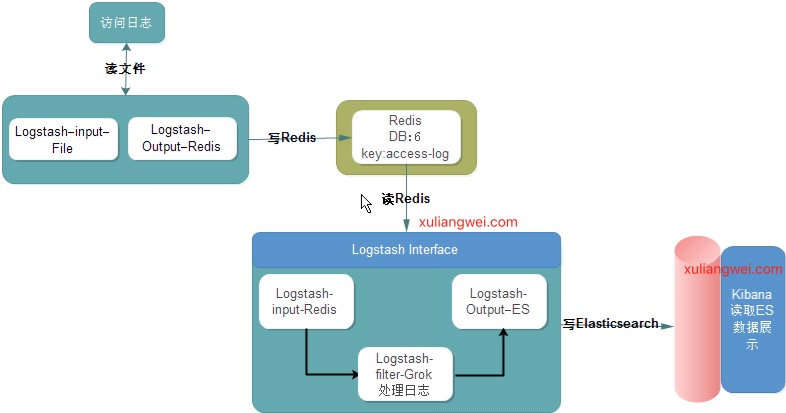 访问日志
读文件
Logstash–input–
File
Logstash–
Output–Redis
写Redis
Redis
DB：6
key:access-log
读Redis
xuliangwei.com
Logstash Interface
Logstash-
input-Redis
Logstash-
Output–ES
Logstash-
filter-Grok
处理日志
写Elasticsearch
xuliangwei.com
Kibana
读取ES
数据展
示